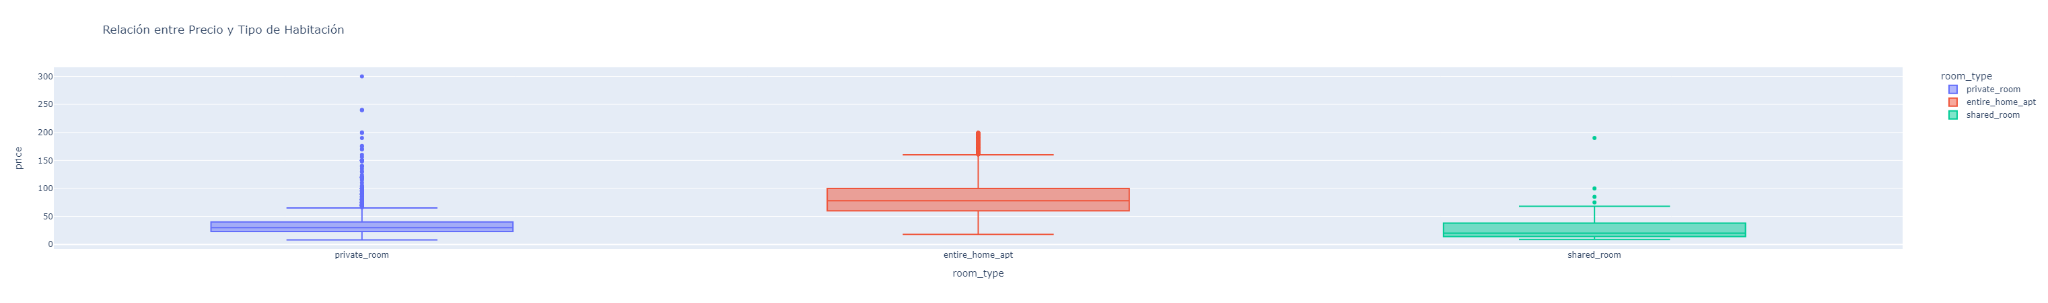 Relación entre Precio y Tipo de Habitación
price
300
250
200
150
100
50
0
private_room
entire_home_apt
shared_room
room_type
room_type
private_room
entire_home_apt
shared_room